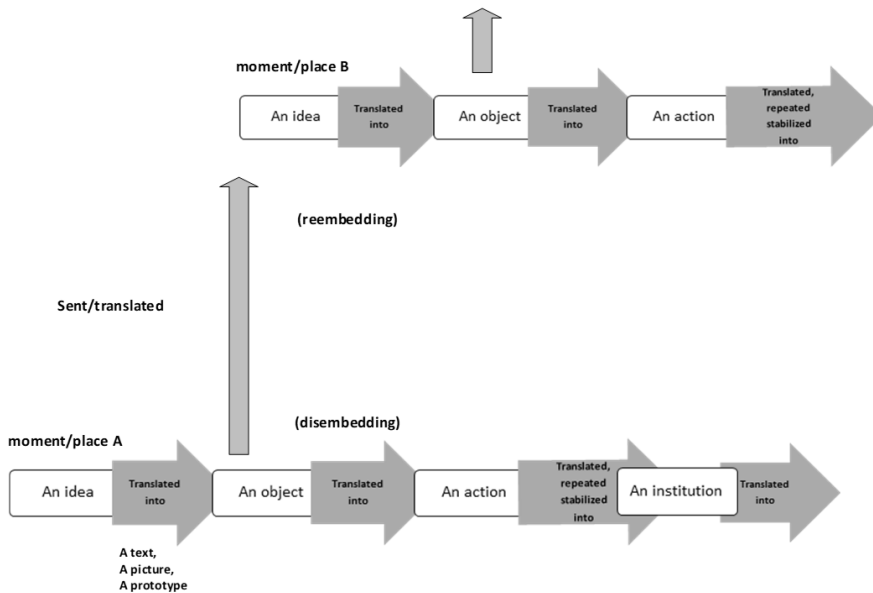 moment/place B
An idea
Translated
into
An object
Translated
into
An action
Translated,
repeated
stabilized
into
(reembedding)
Sent/translated
(disembedding)
moment/place A
An idea
Translated
into
An object
Translated
into
An action
Translated,
repeated
stabilized
into
An institution
Translated
into
A text,
A picture,
A prototype